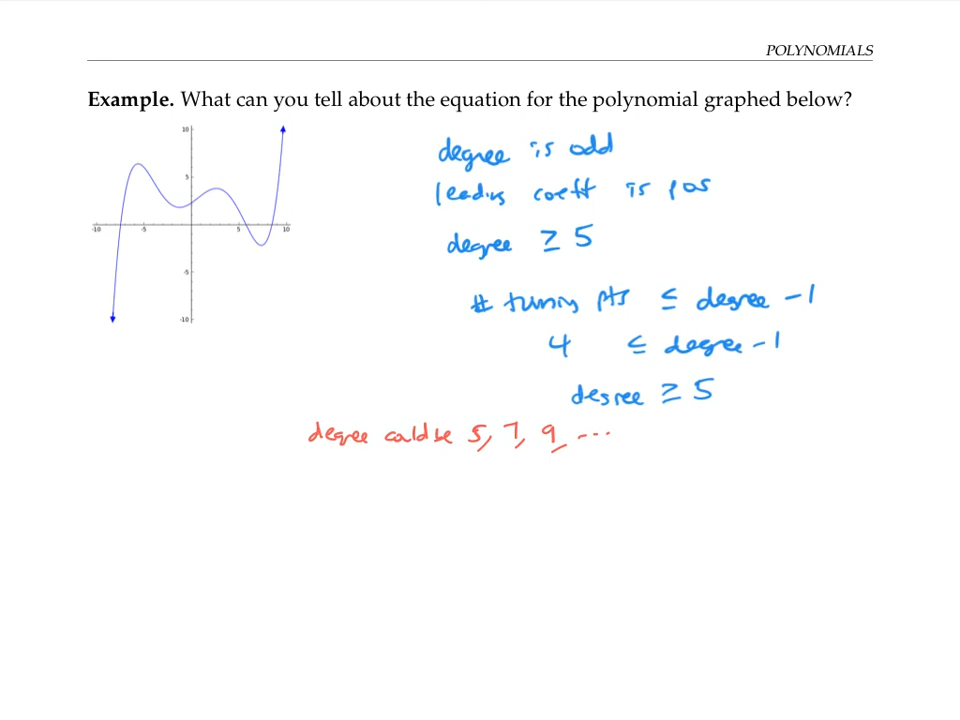 POLYNOMIALS
Example. What can you tell about the equation for the polynomial graphed below?
10
5
-10 -5 5 10
-5
-10
degree is odd
leading coeff is pos
degree ≥ 5
# turning pts ≤ degree - 1
4 ≤ degree - 1
degree ≥ 5
degree could be 5, 7, 9, ...